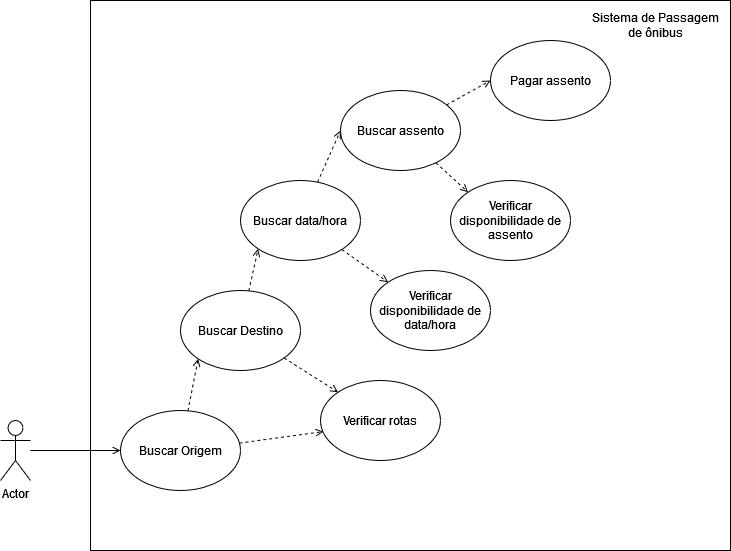 Sistema de Passagem
de ônibus
Pagar assento
Buscar assento
Verificar
disponibilidade de
assento
Buscar data/hora
Verificar
disponibilidade de
data/hora
Buscar Destino
Verificar rotas
Buscar Origem
Actor